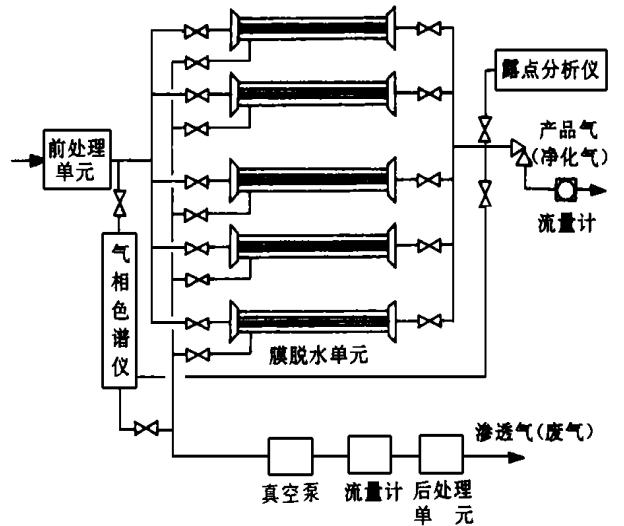 露点分析仪
产品气
(净化气)
前处理
单元
流量计
气相色谱仪
膜脱水单元
渗透气(废气)
真空泵
流量计
后处理
单元